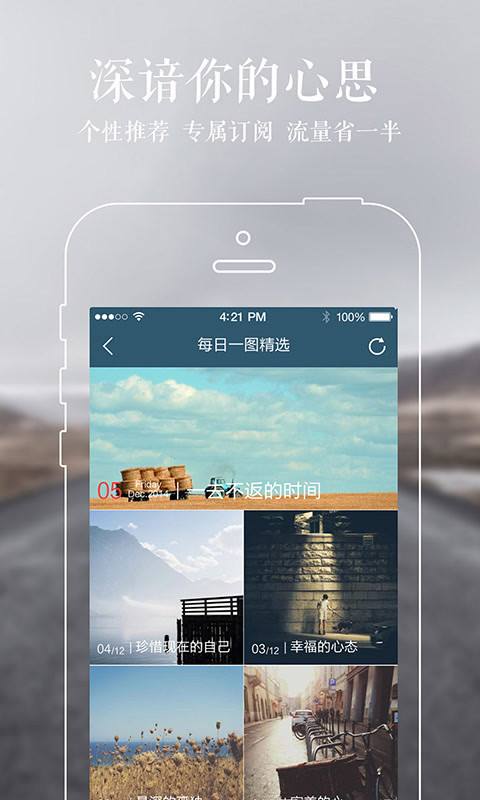 深谙你的心思
个性推荐 专属订阅 流量省一半
4:21 PM 100%
每日一图精选
05 Friday Dec.2014 | 一去不返的时间
04/12 | 珍惜现在的自己
03/12 | 幸福的心态